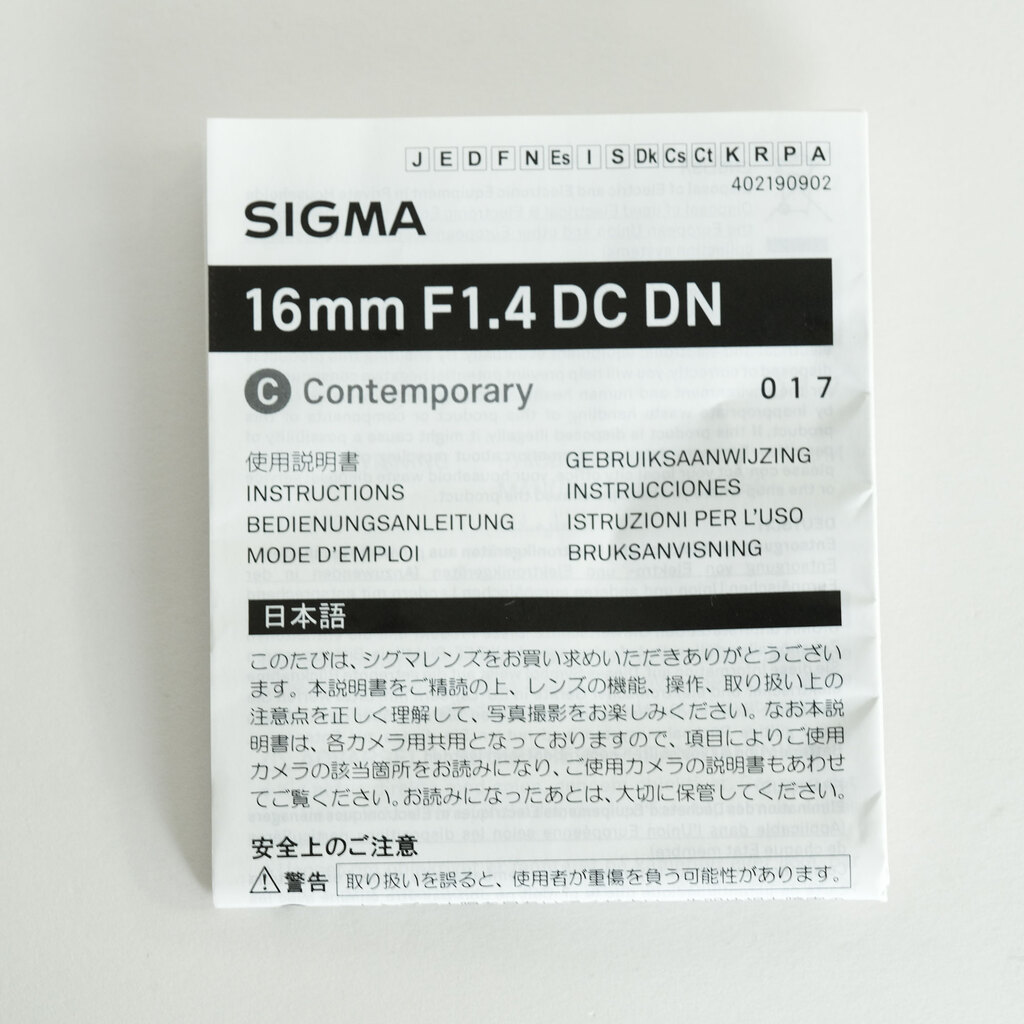 J E D F N Es I S Dk Cs Ct K R P A
402190902
SIGMA
16mm F1.4 DC DN
C Contemporary 017
使用説明書
INSTRUCTIONS
BEDIENUNGSANLEITUNG
MODE D'EMPLOI
GEBRUIKSAANWIJZING
INSTRUCCIONES
ISTRUZIONI PER L'USO
BRUKSANVISNING
日本語
このたびは、シグマレンズをお買い求めいただきありがとうござい
ます。本説明書をご精読の上、レンズの機能、操作、取り扱い上の
注意点を正しく理解して、写真撮影をお楽しみください。なお本説
明書は、各カメラ用共用となっておりますので、項目によりご使用
カメラの該当箇所をお読みになり、ご使用カメラの説明書もあわせ
てご覧ください。お読みになったあとは、大切に保管してください。
安全上のご注意
警告 取り扱いを誤ると、使用者が重傷を負う可能性があります。